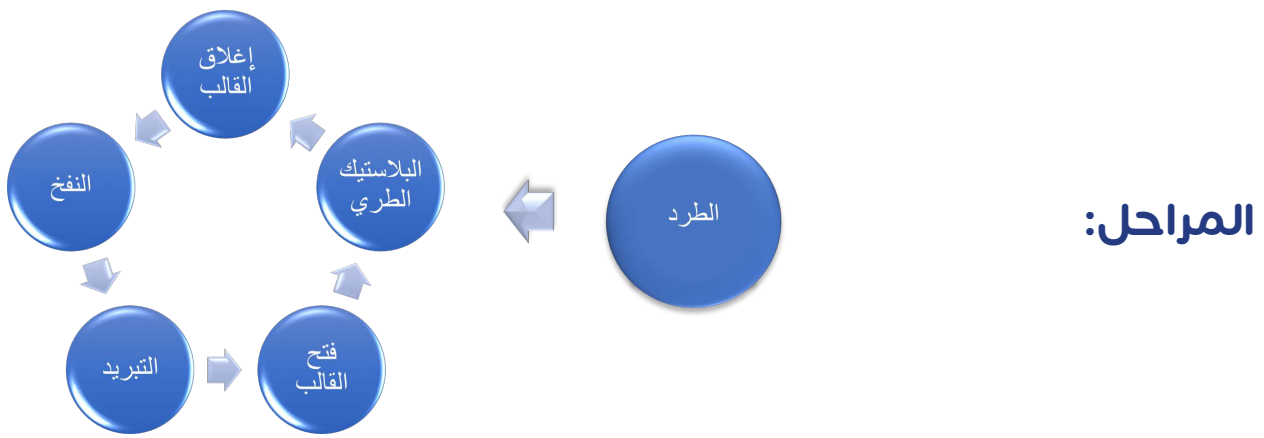 المراحل:
الطرد
البلاستيك
الطري
إغلاق
القالب
النفخ
التبريد
فتح
القالب